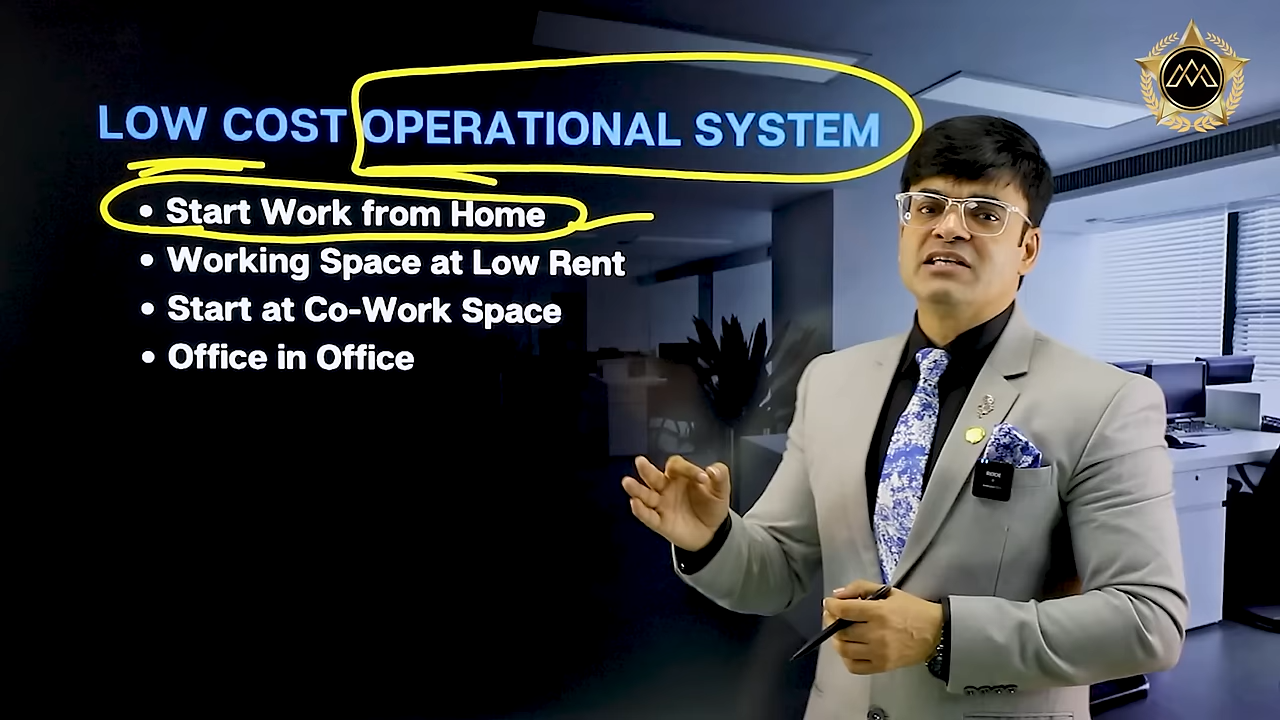 LOW COST OPERATIONAL SYSTEM
• Start Work from Home
• Working Space at Low Rent
• Start at Co-Work Space
• Office in Office
RODE